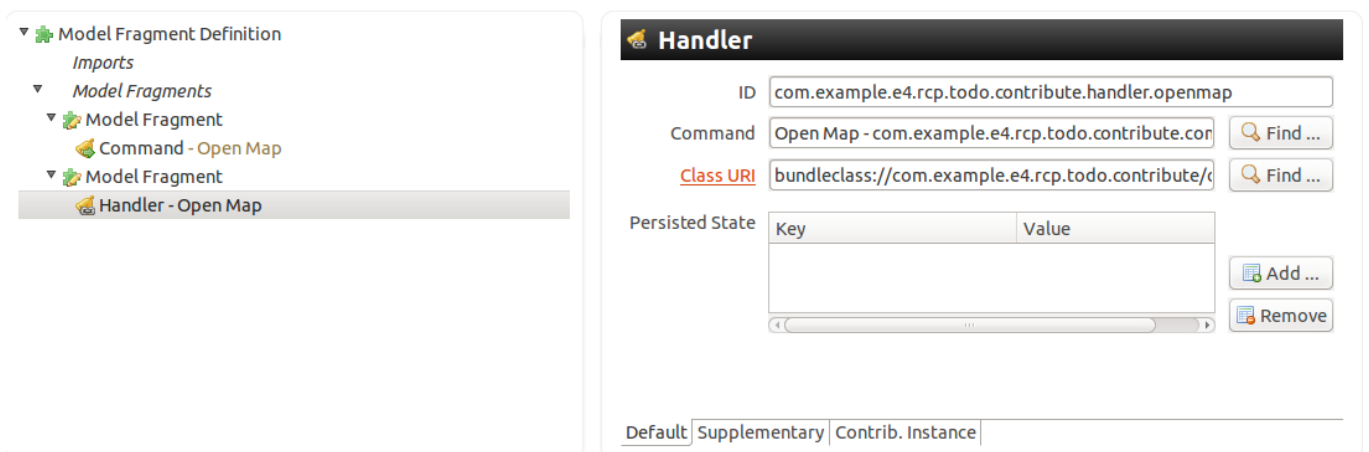 Model Fragment Definition
Imports
Model Fragments
Model Fragment
Command - Open Map
Model Fragment
Handler - Open Map
Handler
ID com.example.e4.rcp.todo.contribute.handler.openmap
Command Open Map - com.example.e4.rcp.todo.contribute.con Find ...
Class URI bundleclass://com.example.e4.rcp.todo.contribute/c Find ...
Persisted State Key Value
Add ...
Remove
Default Supplementary Contrib. Instance